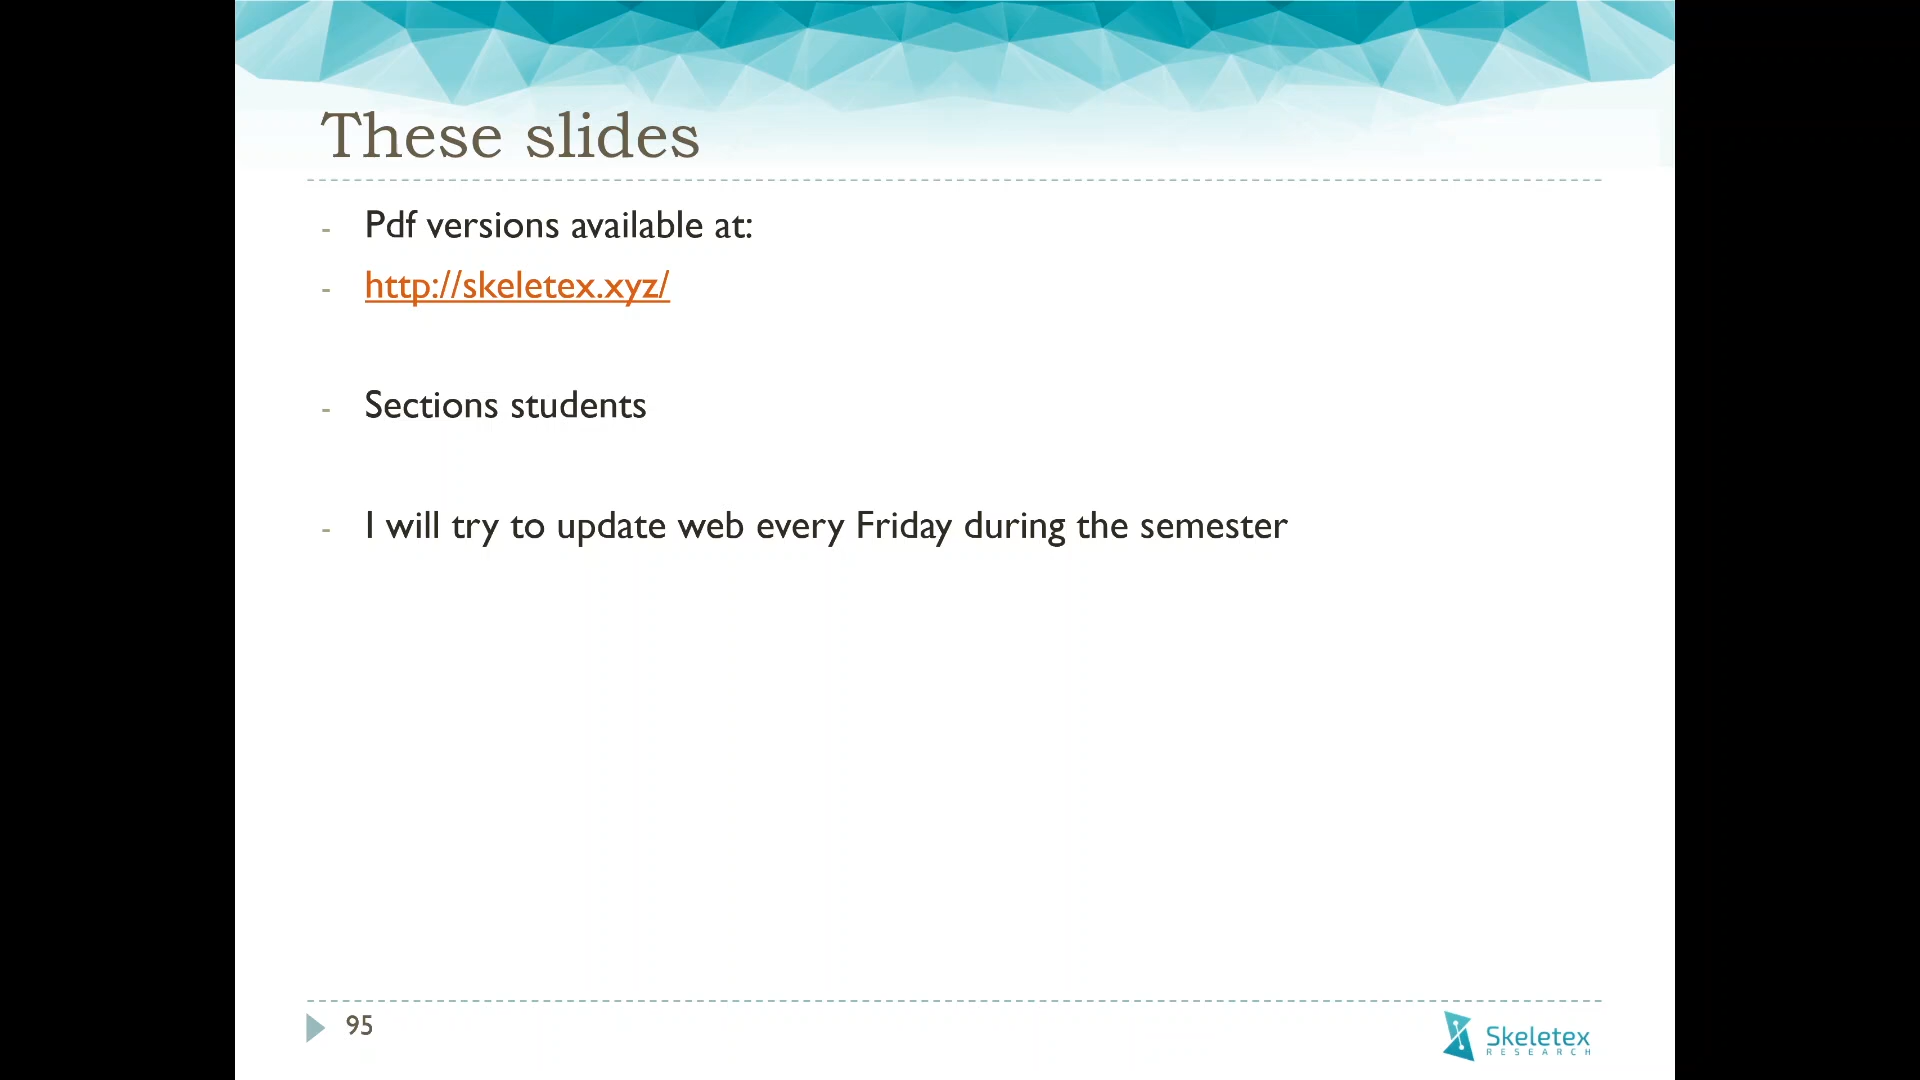 These slides
- Pdf versions available at:
- http://skeletex.xyz/
- Sections students
- I will try to update web every Friday during the semester
95
Skeletex
RESEARCH